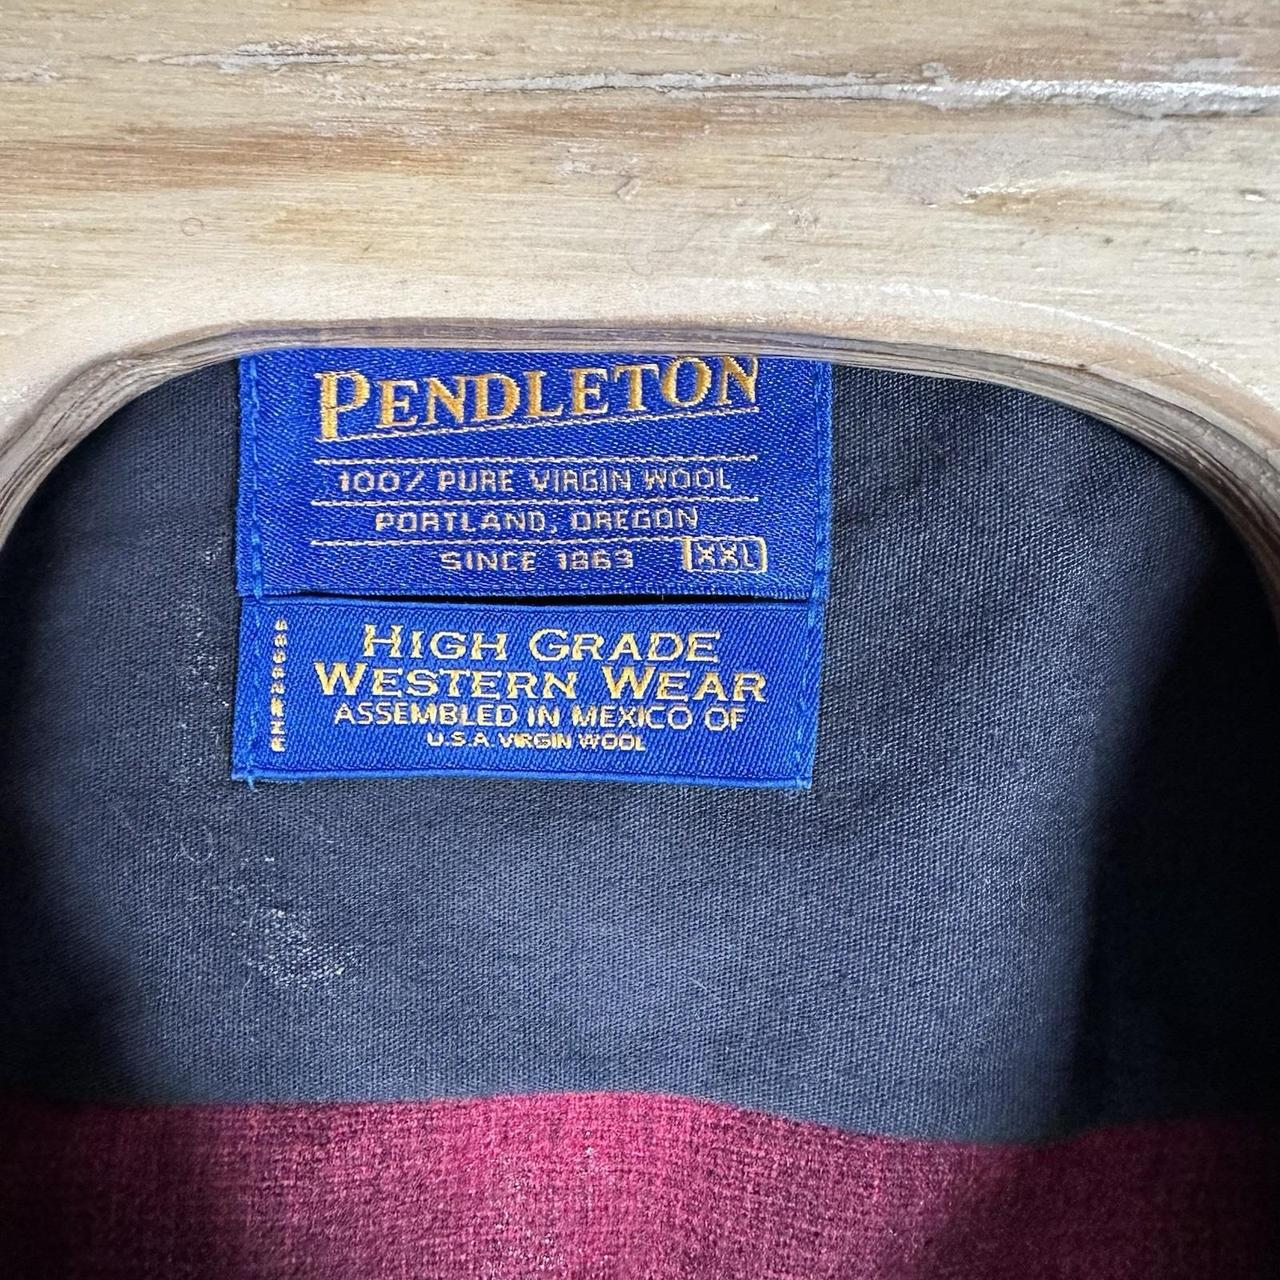 PENDLETON
100% PURE VIRGIN WOOL
PORTLAND, OREGON
SINCE 1863 XXL
HIGH GRADE
WESTERN WEAR
ASSEMBLED IN MEXICO OF
U.S.A. VIRGIN WOOL